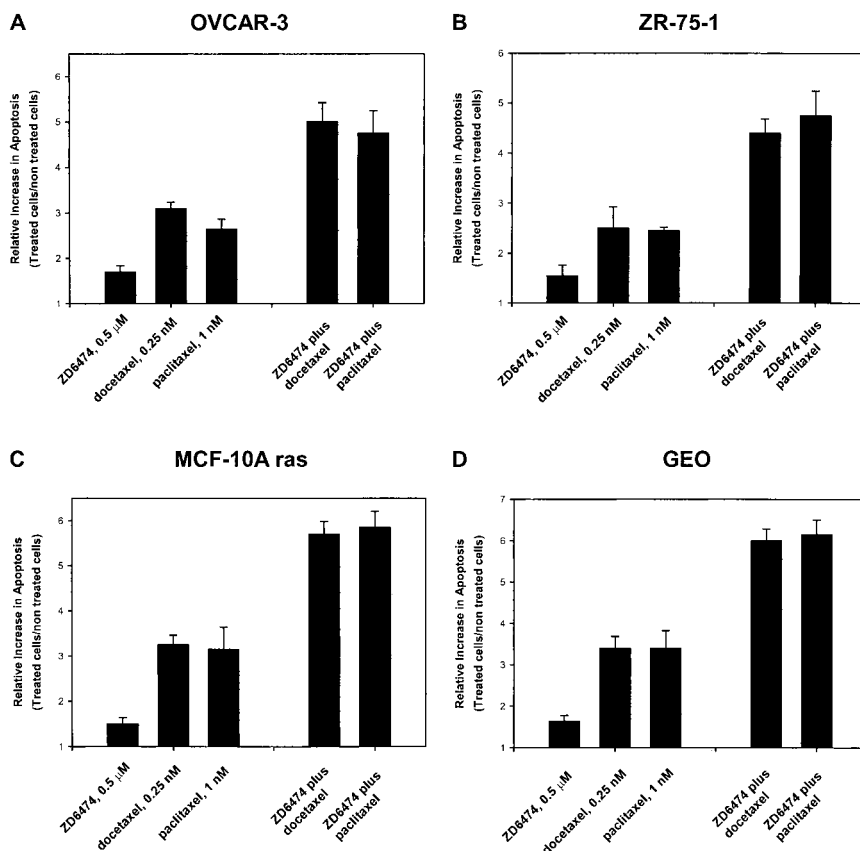 A
OVCAR-3
Relative Increase in Apoptosis
(Treated cells/non treated cells)
6
5
4
3
2
1
ZD6474, 0.5 μM
docetaxel, 0.25 nM
paclitaxel, 1 nM
ZD6474 plus
docetaxel
ZD6474 plus
paclitaxel
B
ZR-75-1
Relative Increase in Apoptosis
(Treated cells/non treated cells)
6
5
4
3
2
1
ZD6474, 0.5 μM
docetaxel, 0.25 nM
paclitaxel, 1 nM
ZD6474 plus
docetaxel
ZD6474 plus
paclitaxel
C
MCF-10A ras
Relative Increase in Apoptosis
(Treated cells/non treated cells)
6
5
4
3
2
1
ZD6474, 0.5 μM
docetaxel, 0.25 nM
paclitaxel, 1 nM
ZD6474 plus
docetaxel
ZD6474 plus
paclitaxel
D
GEO
Relative Increase in Apoptosis
(Treated cells/non treated cells)
7
6
5
4
3
2
1
ZD6474, 0.5 μM
docetaxel, 0.25 nM
paclitaxel, 1 nM
ZD6474 plus
docetaxel
ZD6474 plus
paclitaxel